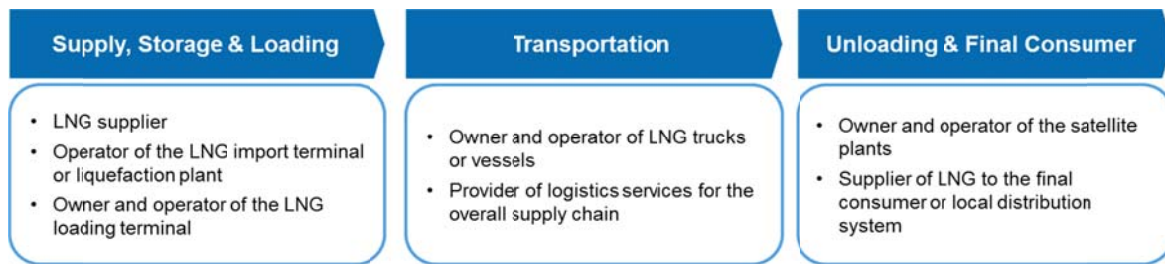 Supply, Storage & Loading
• LNG supplier
• Operator of the LNG import terminal
or liquefaction plant
• Owner and operator of the LNG
loading terminal
Transportation
• Owner and operator of LNG trucks
or vessels
• Provider of logistics services for the
overall supply chain
Unloading & Final Consumer
• Owner and operator of the satellite
plants
• Supplier of LNG to the final
consumer or local distribution
system